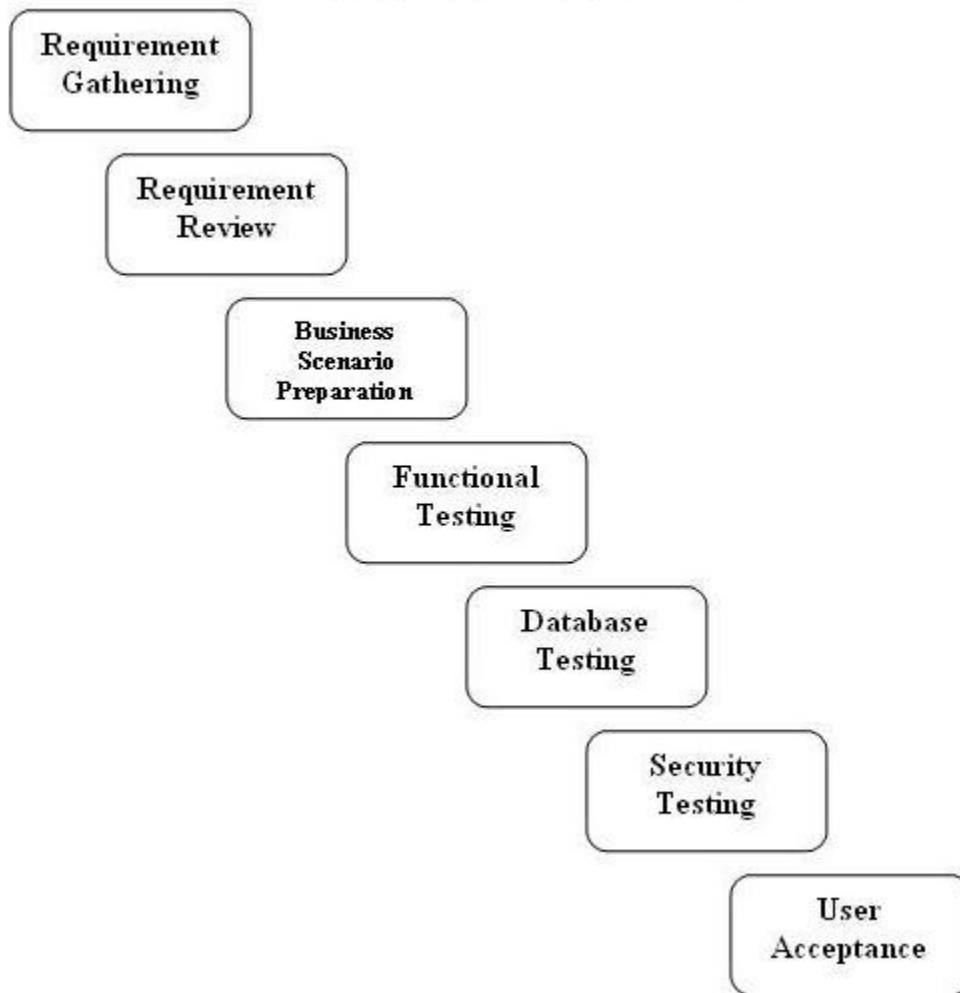 Requirement
Gathering
Requirement
Review
Business
Scenario
Preparation
Functional
Testing
Database
Testing
Security
Testing
User
Acceptance